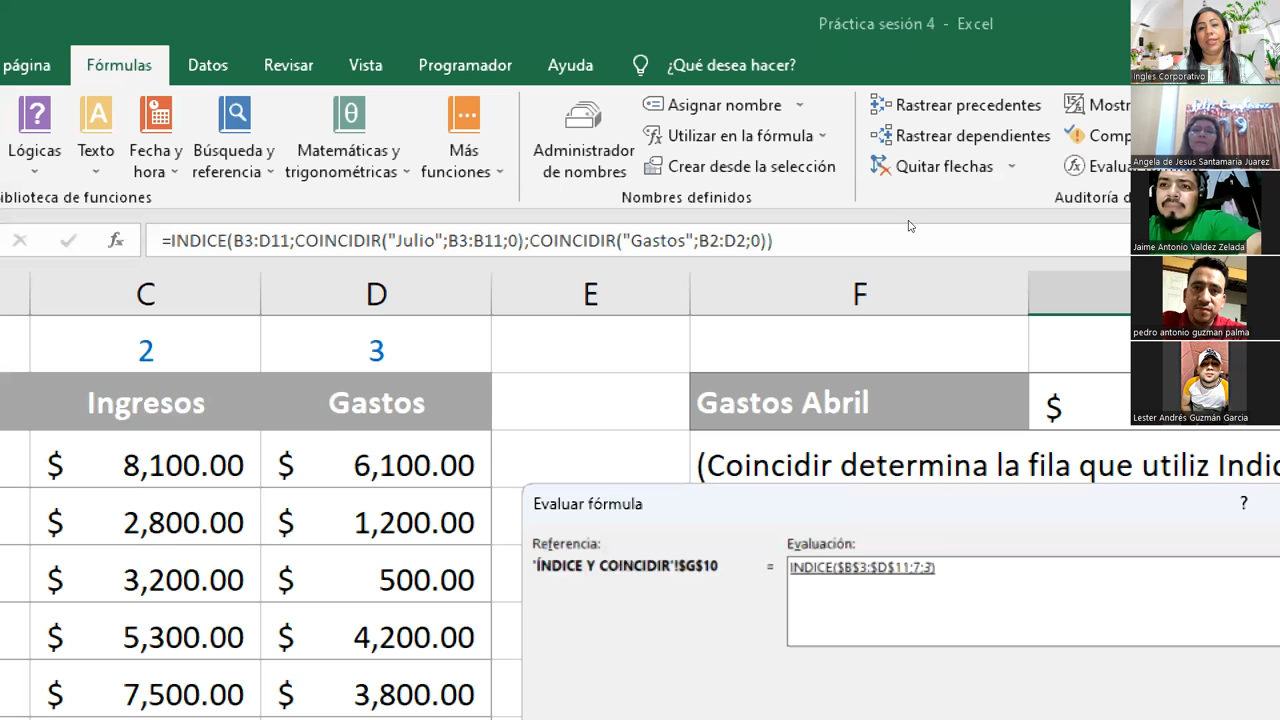 Práctica sesión 4 - Excel
página Fórmulas Datos Revisar Vista Programador Ayuda ¿Qué desea hacer?
Lógicas
Texto
Fecha y hora
Búsqueda y referencia
Matemáticas y trigonométricas
Más funciones
Administrador de nombres
Asignar nombre
Utilizar en la fórmula
Crear desde la selección
Rastrear precedentes
Rastrear dependientes
Quitar flechas
Mostr
Comp
Evalu
iblioteca de funciones
Nombres definidos
Auditoría d
=INDICE(B3:D11;COINCIDIR("Julio";B3:B11;0);COINCIDIR("Gastos";B2:D2;0))
C D E F
2 3
Ingresos Gastos Gastos Abril $
$ 8,100.00 $ 6,100.00 (Coincidir determina la fila que utiliz Indic
$ 2,800.00 $ 1,200.00
$ 3,200.00 $ 500.00
$ 5,300.00 $ 4,200.00
$ 7,500.00 $ 3,800.00
Evaluar fórmula ?
Referencia: Evaluación:
'ÍNDICE Y COINCIDIR'!$G$10 = INDICE($B$3:$D$11;7;3)
Ingles Corporativo
Angela de Jesus Santamaria Juarez
Jaime Antonio Valdez Zelada
pedro antonio guzman palma
Lester Andrés Guzmán Garcia